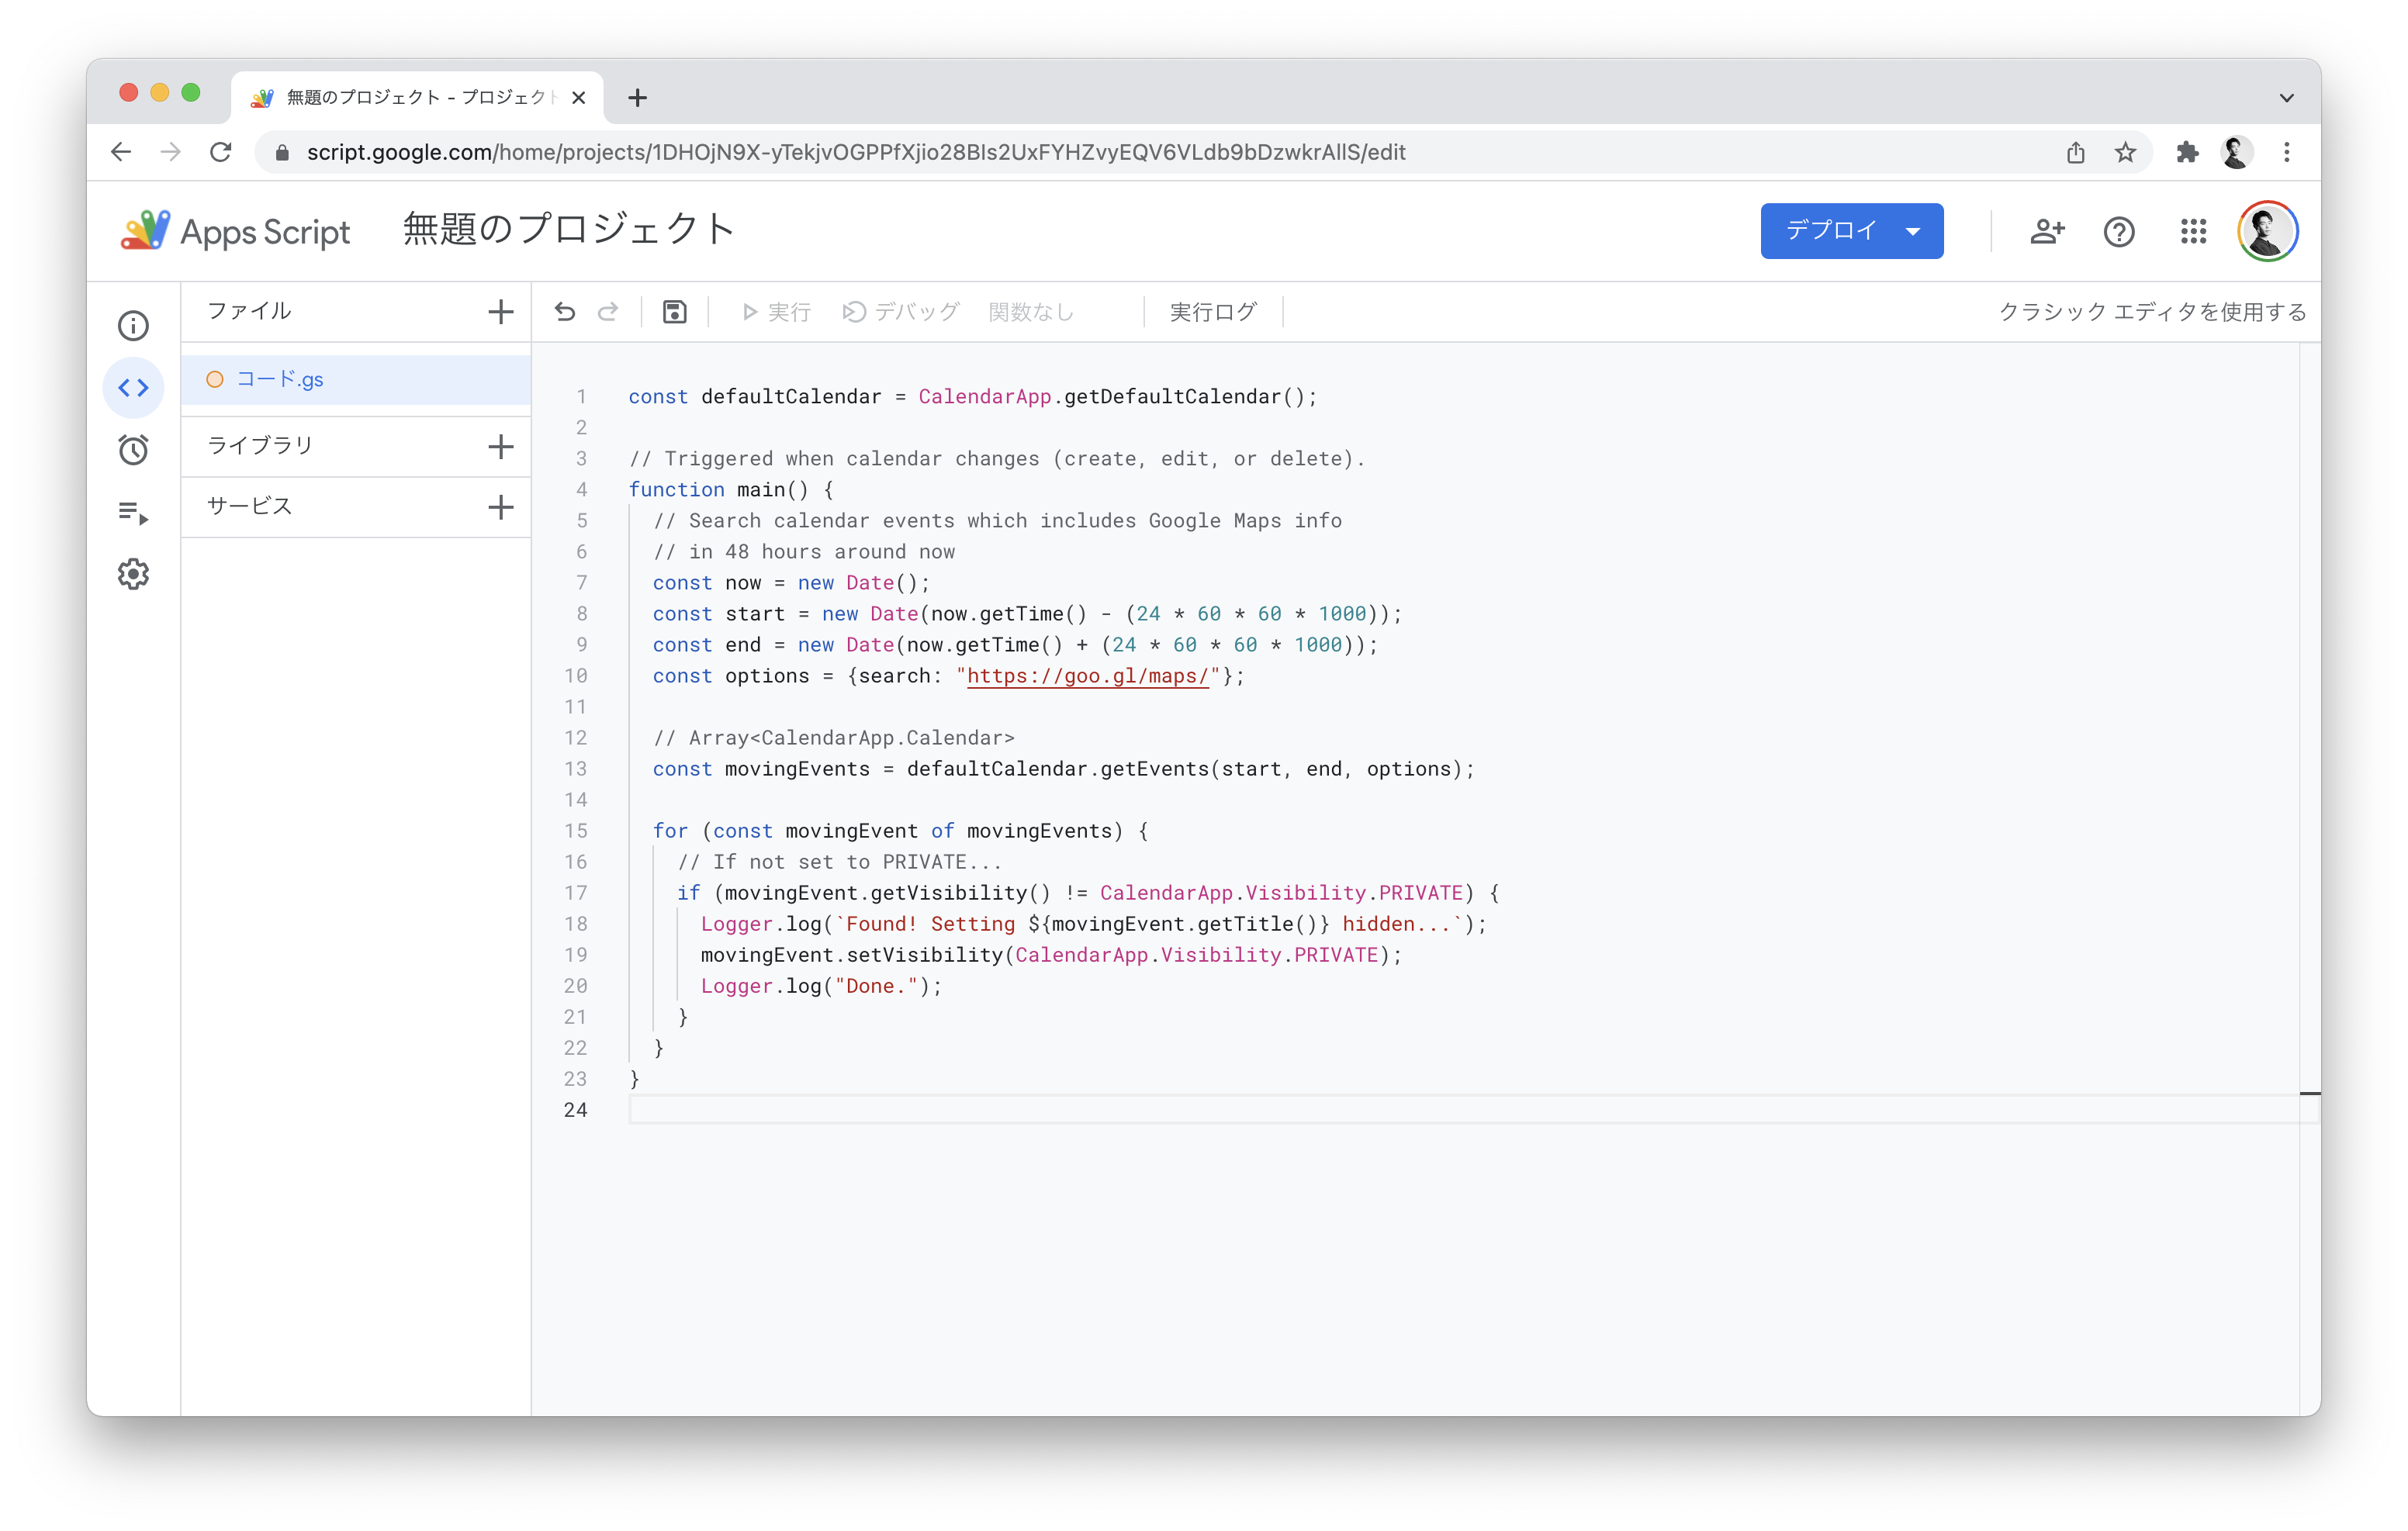 無題のプロジェクト - プロジェクト
script.google.com/home/projects/1DHOjN9X-yTekjvOGPPfXjio28BIs2UxFYHZvyEQV6VLdb9bDzwkrAllS/edit
Apps Script 無題のプロジェクト デプロイ
ファイル 実行 デバッグ 関数なし 実行ログ クラシック エディタを使用する
コード.gs
ライブラリ
サービス
1 const defaultCalendar = CalendarApp.getDefaultCalendar();
2
3 // Triggered when calendar changes (create, edit, or delete).
4 function main() {
5 // Search calendar events which includes Google Maps info
6 // in 48 hours around now
7 const now = new Date();
8 const start = new Date(now.getTime() - (24 * 60 * 60 * 1000));
9 const end = new Date(now.getTime() + (24 * 60 * 60 * 1000));
10 const options = {search: "https://goo.gl/maps/"};
11
12 // Array<CalendarApp.Calendar>
13 const movingEvents = defaultCalendar.getEvents(start, end, options);
14
15 for (const movingEvent of movingEvents) {
16 // If not set to PRIVATE...
17 if (movingEvent.getVisibility() != CalendarApp.Visibility.PRIVATE) {
18 Logger.log(`Found! Setting ${movingEvent.getTitle()} hidden...`);
19 movingEvent.setVisibility(CalendarApp.Visibility.PRIVATE);
20 Logger.log("Done.");
21 }
22 }
23 }
24